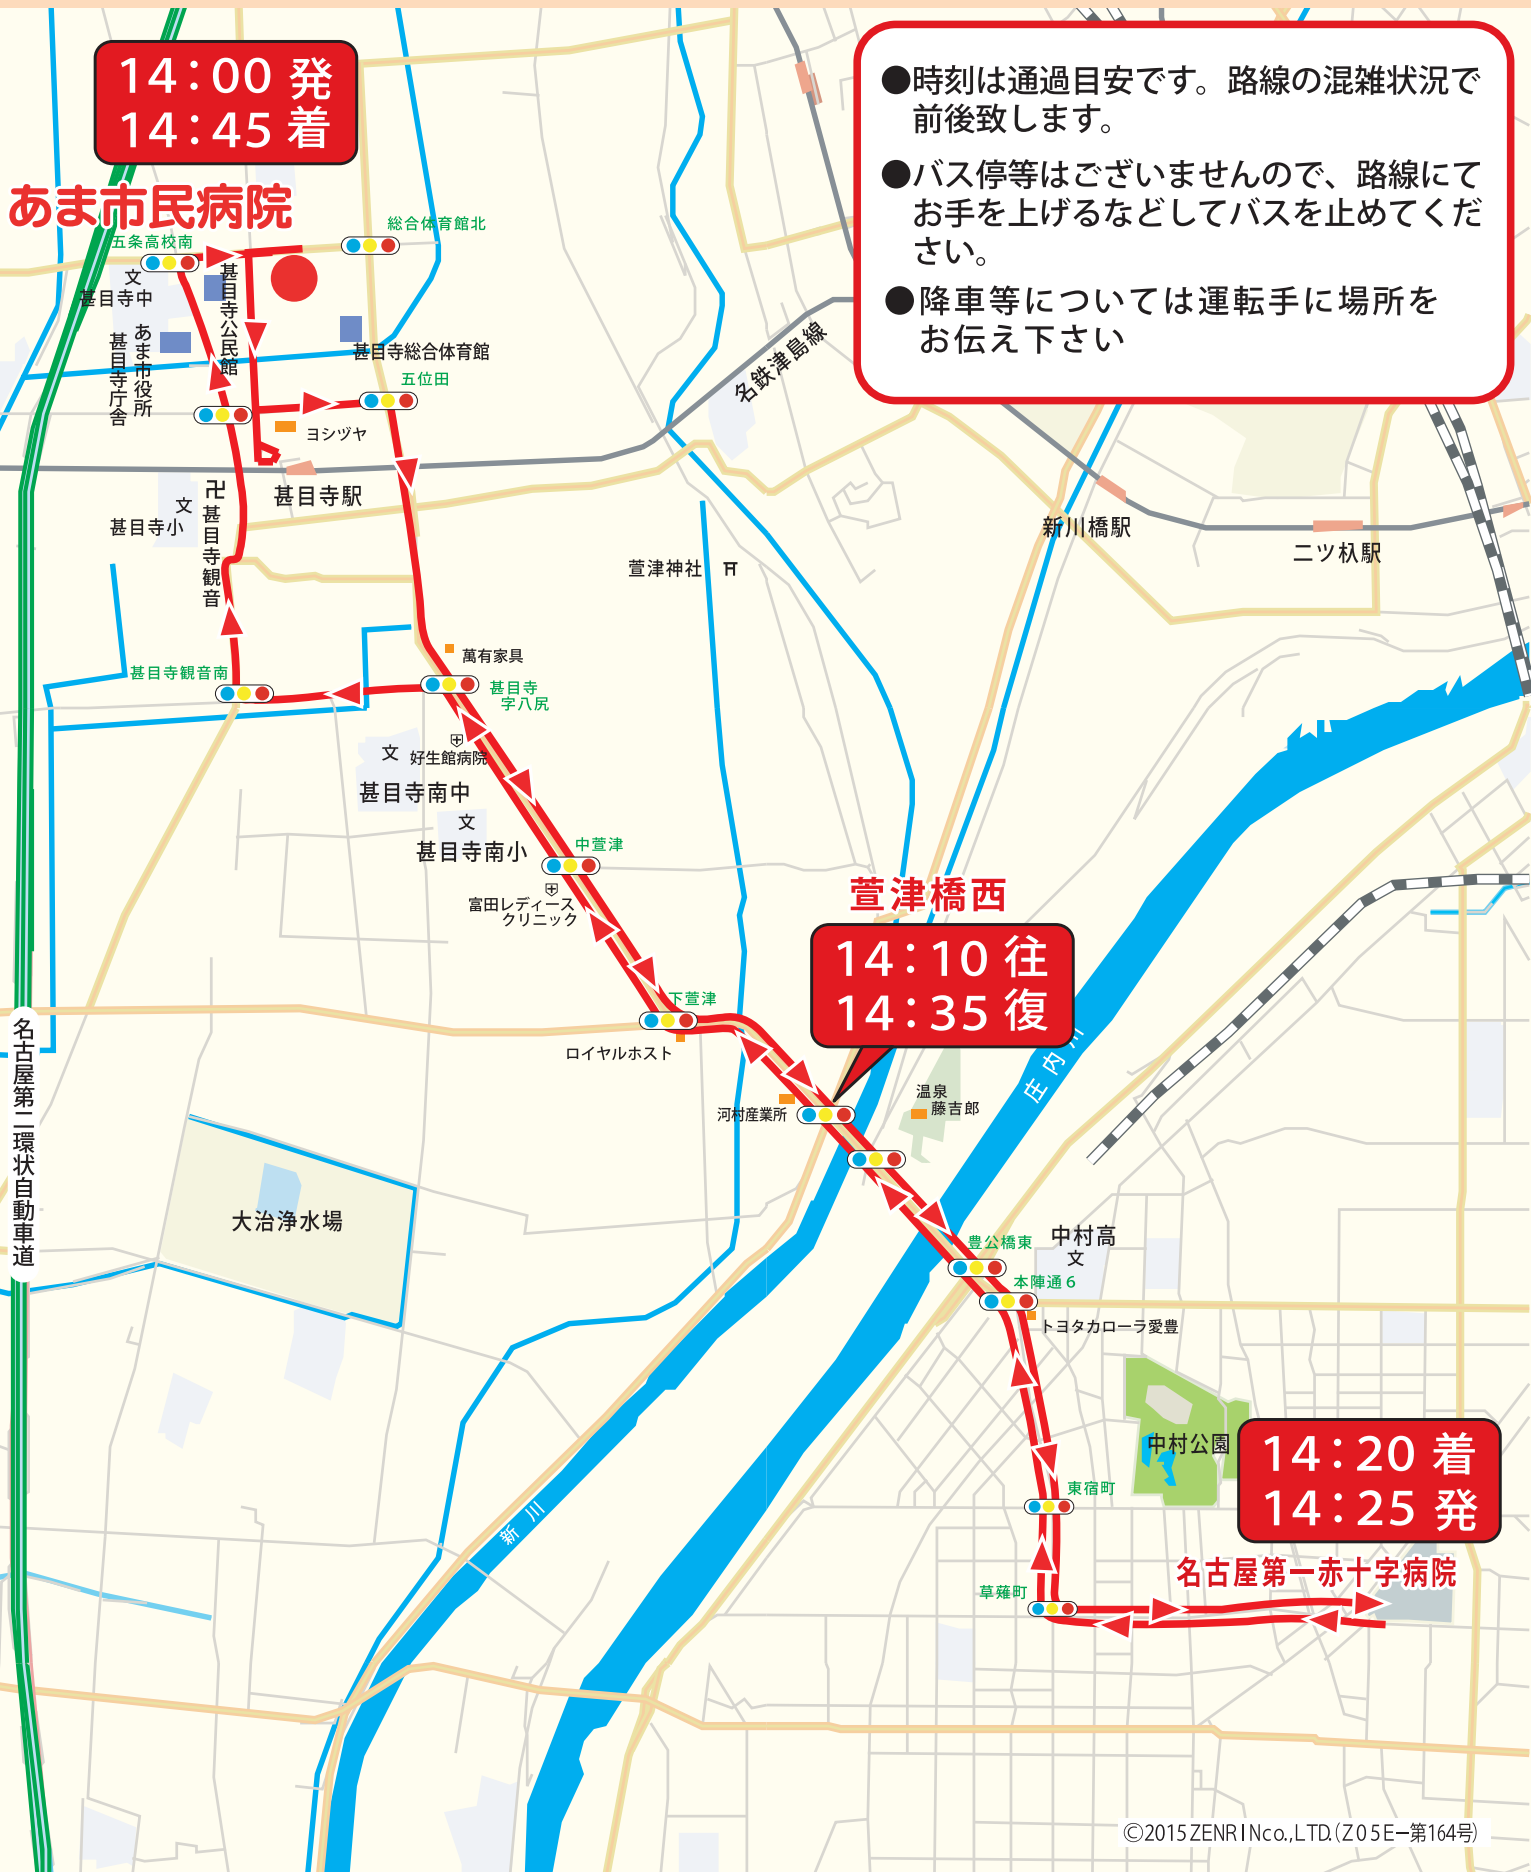 14：00 発
14：45 着
あま市民病院
●時刻は通過目安です。路線の混雑状況で
前後致します。
●バス停等はございませんので、路線にて
お手を上げるなどしてバスを止めてくだ
さい。
●降車等については運転手に場所を
お伝え下さい
五条高校南
総合体育館北
文
甚目寺中
甚目寺公民館
あま市役所
甚目寺庁舎
甚目寺総合体育館
五位田
ヨシヅヤ
名鉄津島線
甚目寺駅
卍甚目寺観音
文
甚目寺小
新川橋駅
二ツ杁駅
萱津神社
甚目寺観音南
萬有家具
甚目寺
字八尻
文
好生館病院
甚目寺南中
文
甚目寺南小
中萱津
富田レディース
クリニック
萱津橋西
14：10 往
14：35 復
下萱津
ロイヤルホスト
名古屋第二環状自動車道
河村産業所
温泉
藤吉郎
庄内川
大治浄水場
豊公橋東
中村高
文
本陣通6
トヨタカローラ愛豊
中村公園
14：20 着
14：25 発
東宿町
新川
名古屋第一赤十字病院
草薙町
©2015ZENRINco.,LTD.(Z05E−第164号)